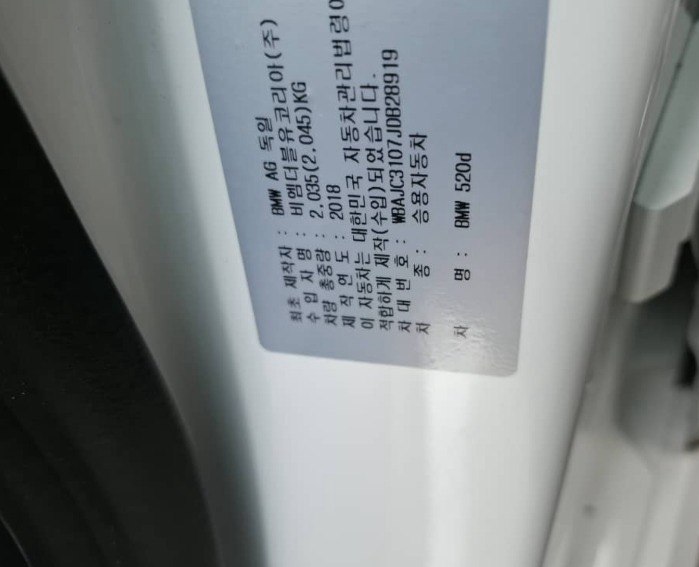 최초 제작자 : BMW AG 독일
수 입 자 명 : 비엠더블유코리아(주)
차량 총중량 : 2.035(2.045)KG
제 작 연 도 : 2018
이 자동차는 대한민국 자동차관리법령에
적합하게 제작(수입)되었습니다.
차 대 번 호 : WBAJC3107JDB28919
차 종 : 승용자동차
차 명 : BMW 520d